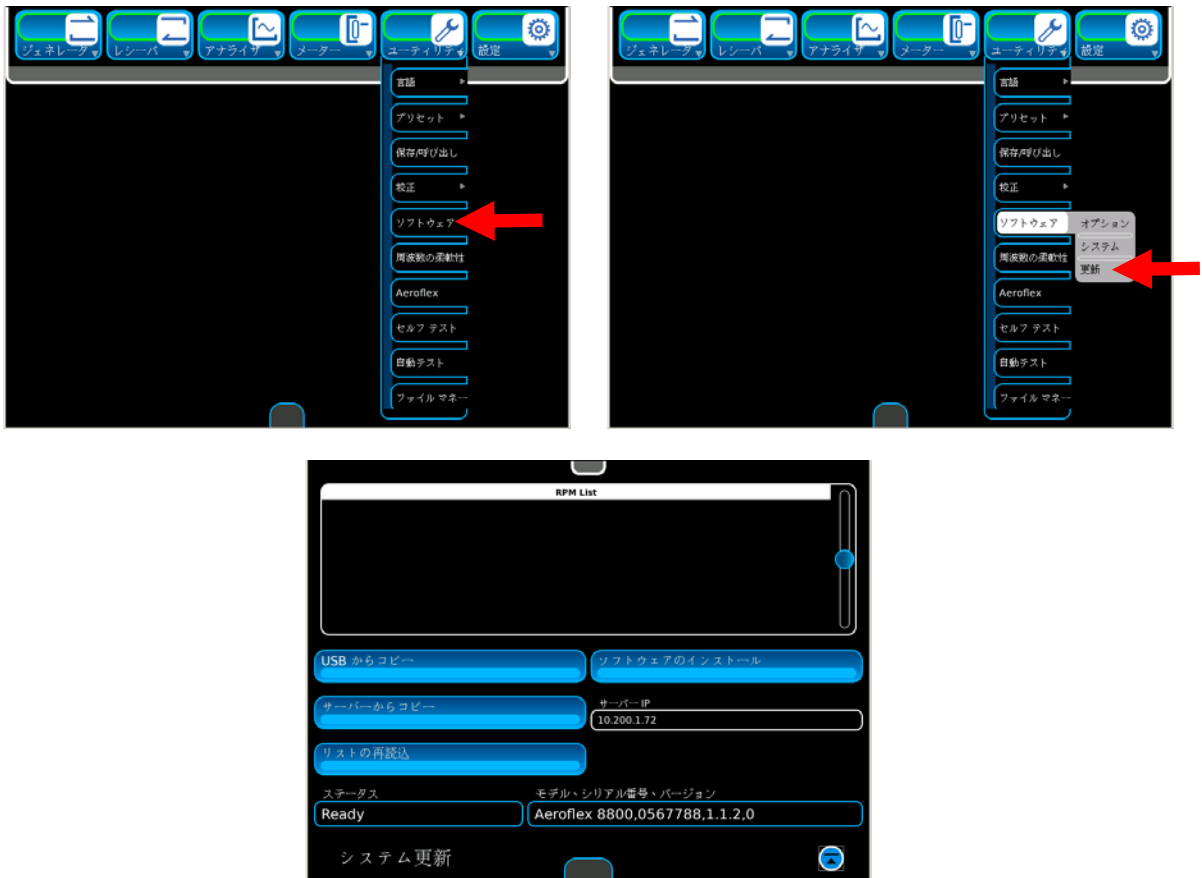 ジェネレータ レシーバ アナライザ メーター ユーティリティ 設定
言語
プリセット
保存/呼び出し
校正
ソフトウェア
周波数の柔軟性
Aeroflex
セルフ テスト
自動テスト
ファイル マネー
ジェネレータ レシーバ アナライザ メーター ユーティリティ 設定
言語
プリセット
保存/呼び出し
校正
ソフトウェア オプション
システム
周波数の柔軟性
更新
Aeroflex
セルフ テスト
自動テスト
ファイル マネー
RPM List
USB からコピー ソフトウェアのインストール
サーバーからコピー サーバー IP
10.200.1.72
リストの再読込
ステータス モデル、シリアル番号、バージョン
Ready Aeroflex 8800,0567788,1.1.2,0
システム更新